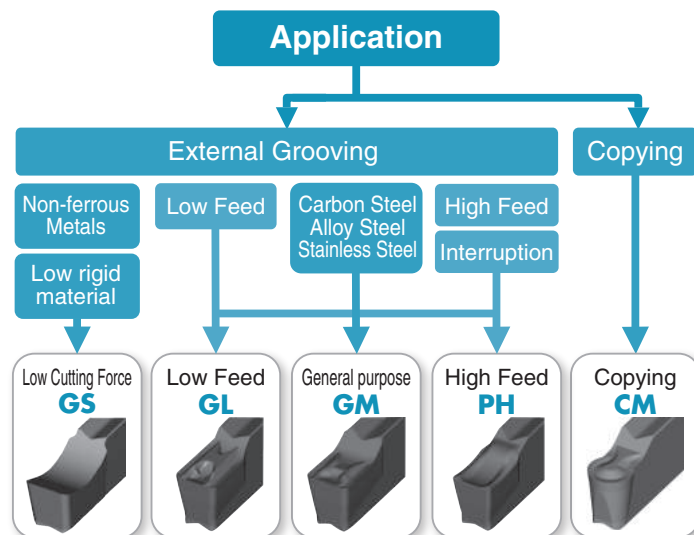 Application
External Grooving
Copying
Non-ferrous
Metals
Low Feed
Carbon Steel
Alloy Steel
Stainless Steel
High Feed
Low rigid
material
Interruption
Low Cutting Force
GS
Low Feed
GL
General purpose
GM
High Feed
PH
Copying
CM